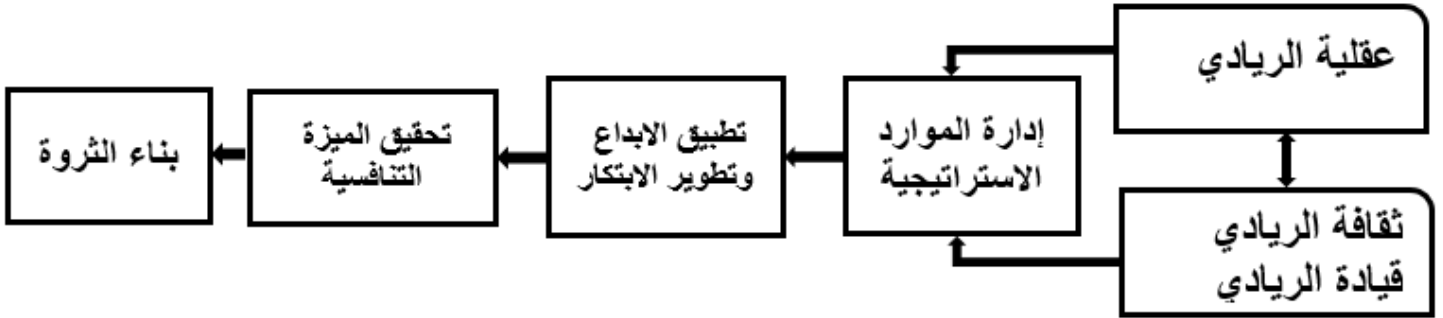 عقلية الريادي
ثقافة الريادي
قيادة الريادي
إدارة الموارد
الاستراتيجية
تطبيق الابداع
وتطوير الابتكار
تحقيق الميزة
التنافسية
بناء الثروة